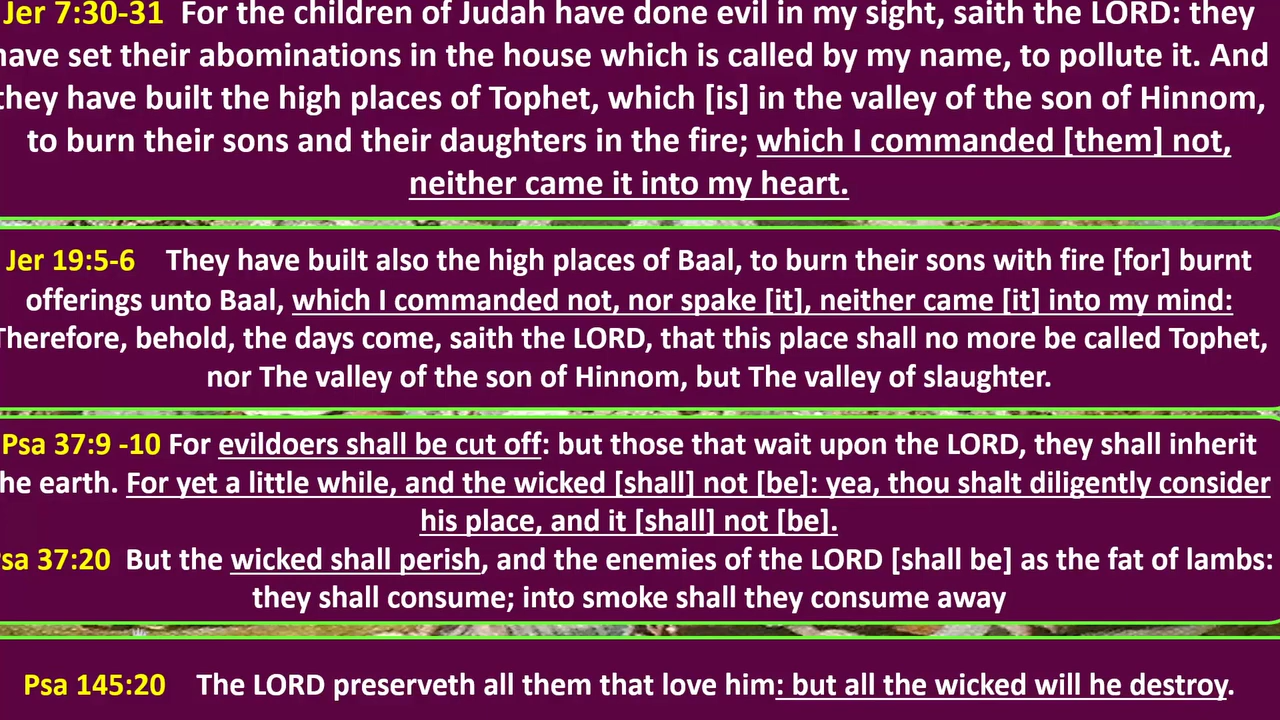 Jer 7:30-31 For the children of Judah have done evil in my sight, saith the LORD: they
have set their abominations in the house which is called by my name, to pollute it. And
they have built the high places of Tophet, which [is] in the valley of the son of Hinnom,
to burn their sons and their daughters in the fire; which I commanded [them] not,
neither came it into my heart.
Jer 19:5-6 They have built also the high places of Baal, to burn their sons with fire [for] burnt
offerings unto Baal, which I commanded not, nor spake [it], neither came [it] into my mind:
Therefore, behold, the days come, saith the LORD, that this place shall no more be called Tophet,
nor The valley of the son of Hinnom, but The valley of slaughter.
Psa 37:9 -10 For evildoers shall be cut off: but those that wait upon the LORD, they shall inherit
the earth. For yet a little while, and the wicked [shall] not [be]: yea, thou shalt diligently consider
his place, and it [shall] not [be].
Psa 37:20 But the wicked shall perish, and the enemies of the LORD [shall be] as the fat of lambs:
they shall consume; into smoke shall they consume away
Psa 145:20 The LORD preserveth all them that love him: but all the wicked will he destroy.